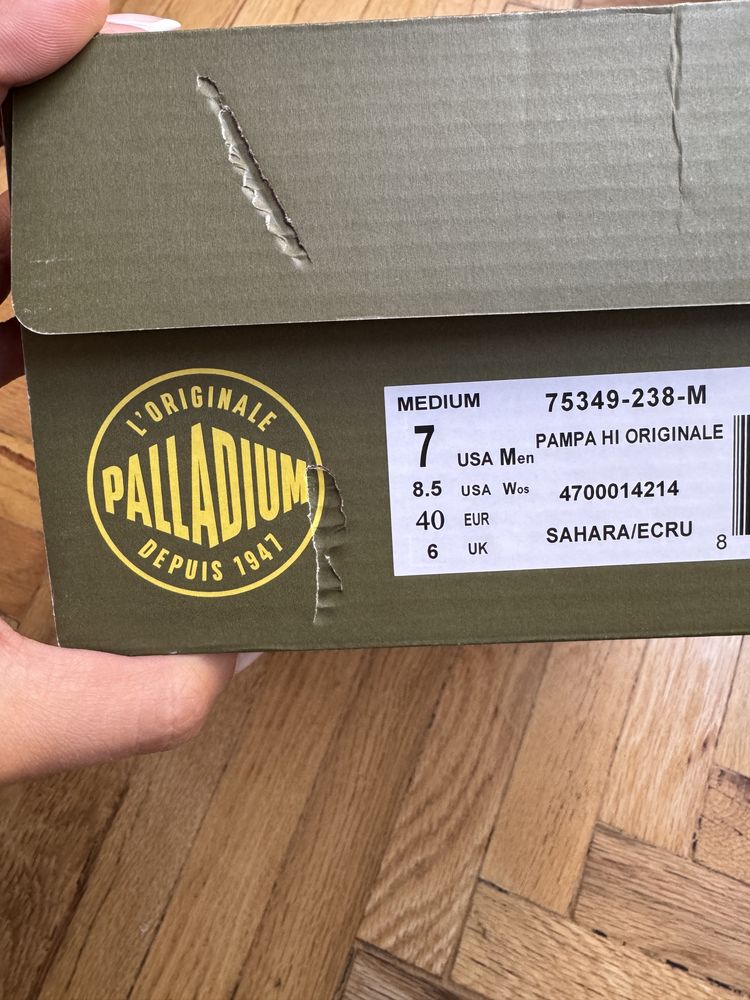 L'ORIGINALE
PALLADIUM
DEPUIS 1947
MEDIUM 75349-238-M
7 USA Men PAMPA HI ORIGINALE
8.5 USA Wos 4700014214
40 EUR
6 UK SAHARA/ECRU 8